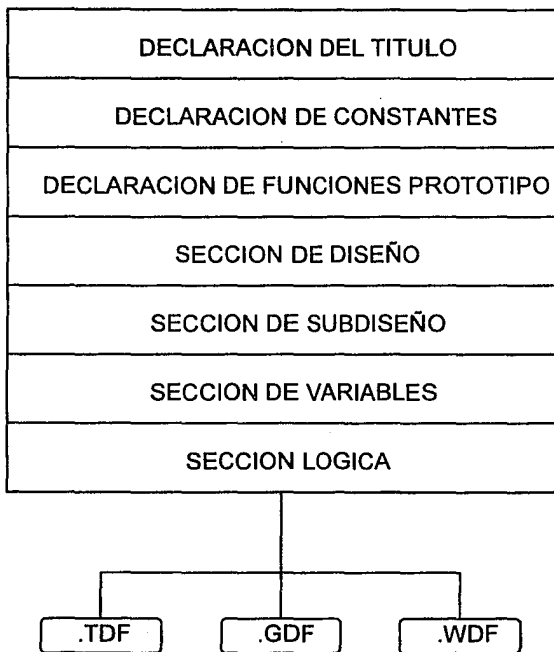 DECLARACION DEL TITULO
DECLARACION DE CONSTANTES
DECLARACION DE FUNCIONES PROTOTIPO
SECCION DE DISEÑO
SECCION DE SUBDISEÑO
SECCION DE VARIABLES
SECCION LOGICA
.TDF .GDF .WDF